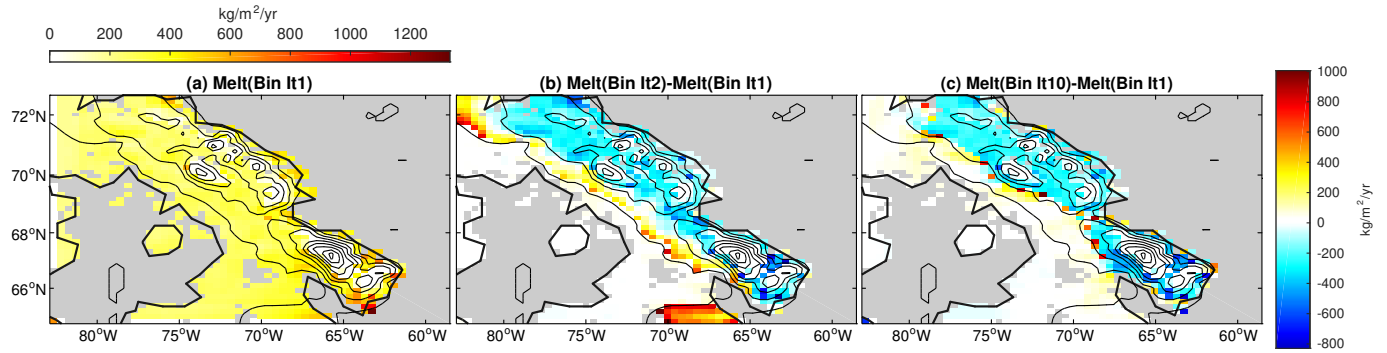 kg/m²/yr
0 200 400 600 800 1000 1200
(a) Melt(Bin It1)
(b) Melt(Bin It2)-Melt(Bin It1)
(c) Melt(Bin It10)-Melt(Bin It1)
72°N
70°N
68°N
66°N
80°W 75°W 70°W 65°W 60°W
80°W 75°W 70°W 65°W 60°W
80°W 75°W 70°W 65°W 60°W
1000
800
600
400
200
0
-200
-400
-600
-800
kg/m²/yr